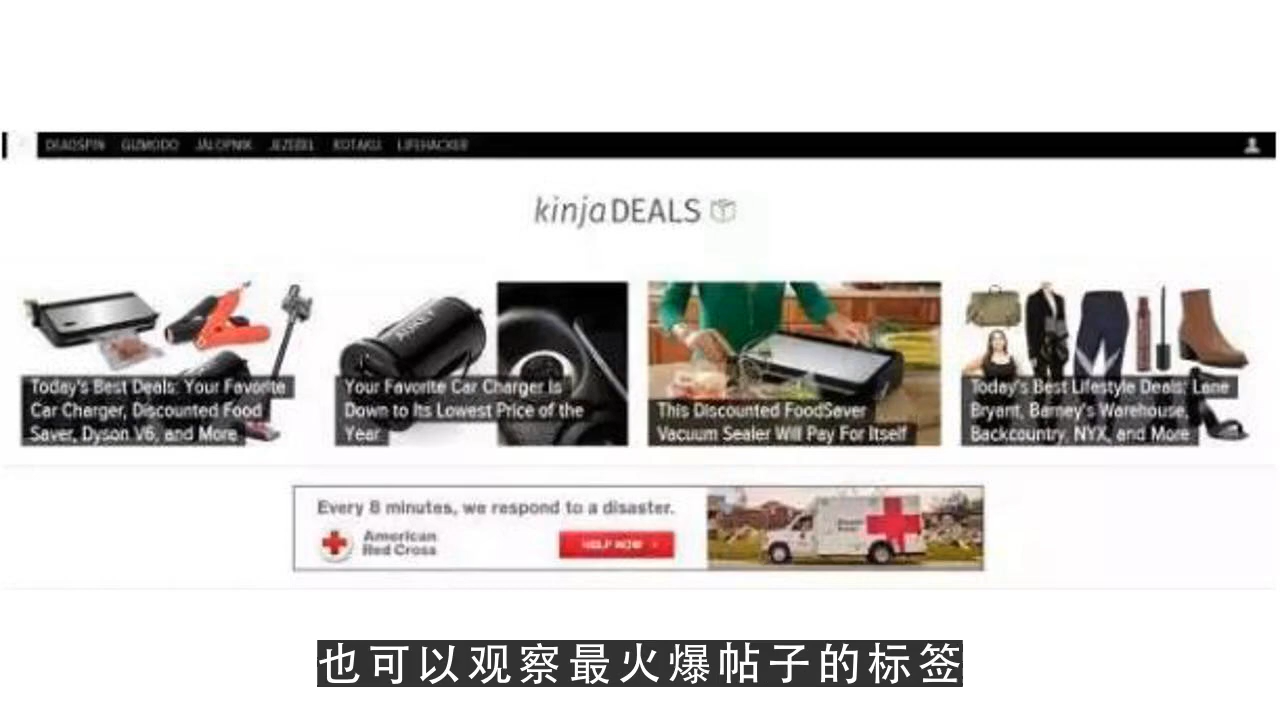 DEADSPIN GIZMODO JALOPNIK JEZEBEL KOTAKU LIFEHACKER
kinja DEALS
Today's Best Deals: Your Favorite
Car Charger, Discounted Food
Saver, Dyson V6, and More
Your Favorite Car Charger Is
Down to Its Lowest Price of the
Year
This Discounted FoodSaver
Vacuum Sealer Will Pay For Itself
Today's Best Lifestyle Deals: Lane
Bryant, Barney's Warehouse,
Backcountry, NYX, and More
Every 8 minutes, we respond to a disaster.
American
Red Cross
HELP NOW
也可以观察最火爆帖子的标签